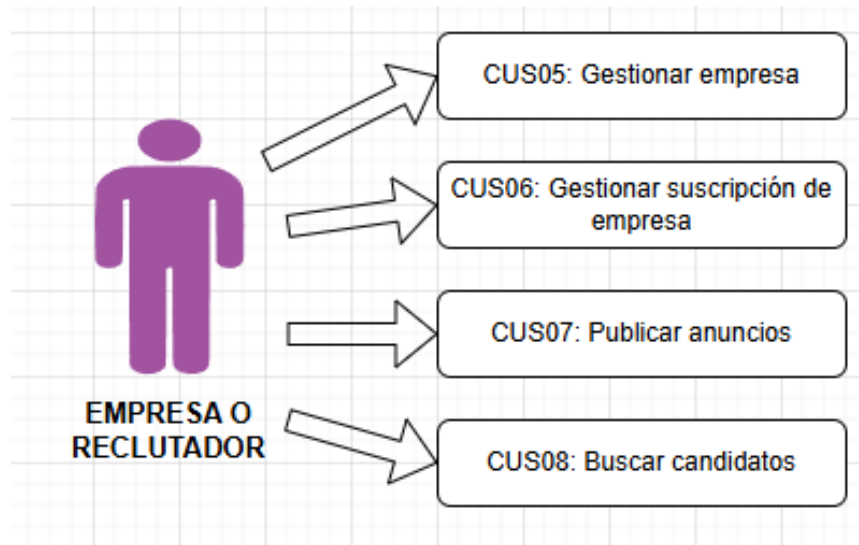 CUS05: Gestionar empresa
CUS06: Gestionar suscripción de
empresa
CUS07: Publicar anuncios
EMPRESA O
RECLUTADOR
CUS08: Buscar candidatos